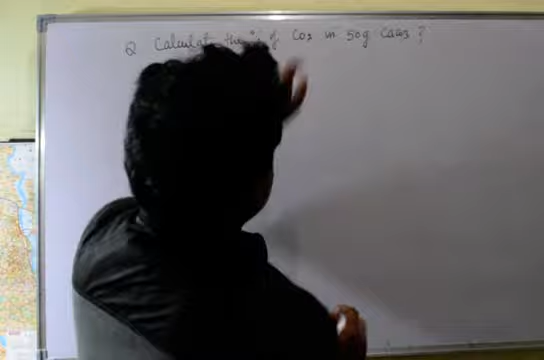 Q Calculat the % of Co2 in 50g Caco3 ?